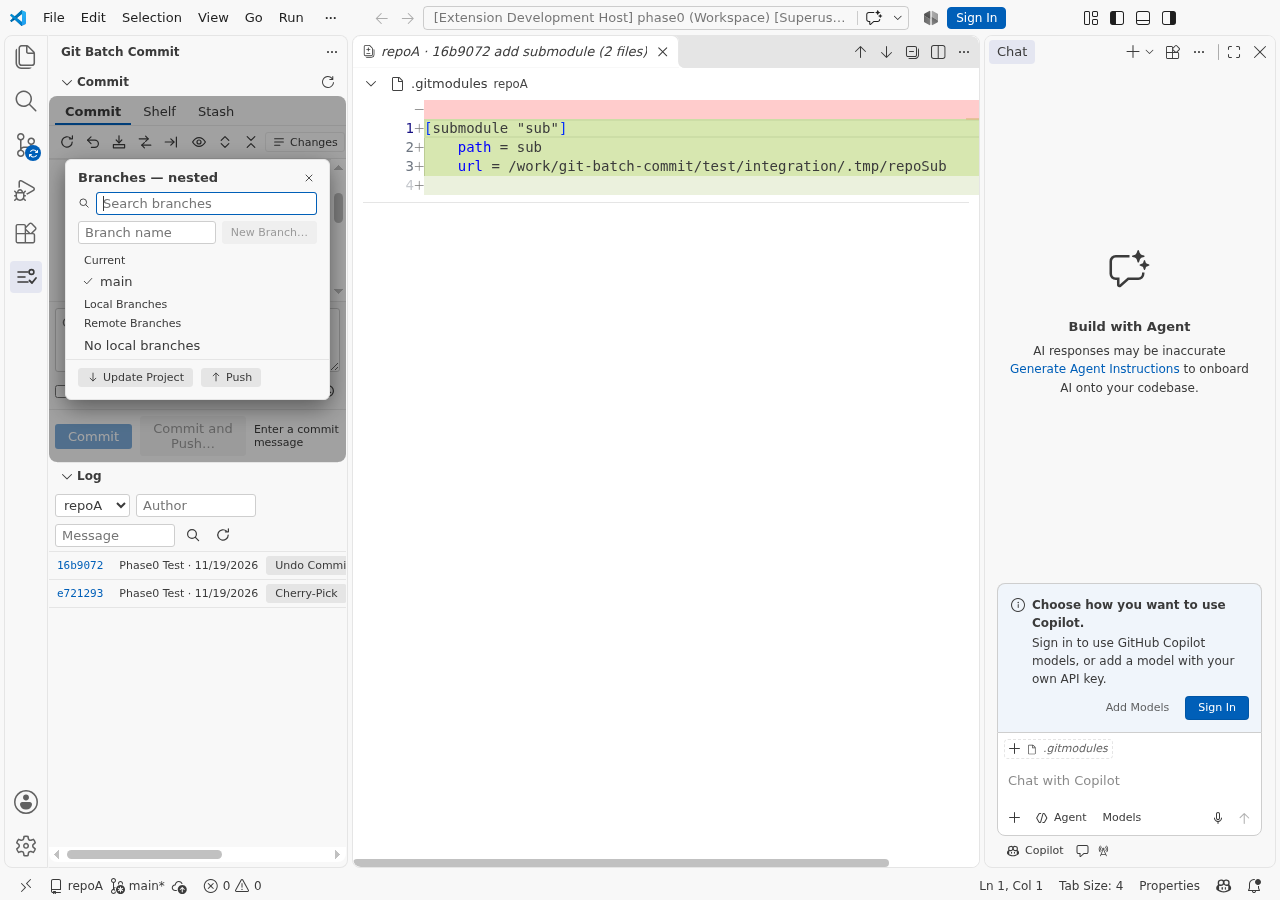 File Edit Selection View Go Run ···
[Extension Development Host] phase0 (Workspace) [Superus...
Sign In
Git Batch Commit
Commit
Commit Shelf Stash
Changes
Branches — nested
Search branches
Branch name New Branch...
Current
main
Local Branches
Remote Branches
No local branches
Update Project Push
Commit
Commit and Push...
Enter a commit message
Log
repoA Author
Message
16b9072 Phase0 Test · 11/19/2026 Undo Commi
e721293 Phase0 Test · 11/19/2026 Cherry-Pick
repoA · 16b9072 add submodule (2 files)
.gitmodules repoA
1+ [submodule "sub"]
2+ path = sub
3+ url = /work/git-batch-commit/test/integration/.tmp/repoSub
4+
Chat
Build with Agent
AI responses may be inaccurate
Generate Agent Instructions to onboard
AI onto your codebase.
Choose how you want to use
Copilot.
Sign in to use GitHub Copilot
models, or add a model with your
own API key.
Add Models Sign In
.gitmodules
Chat with Copilot
Agent Models
Copilot
repoA main* 0 0
Ln 1, Col 1 Tab Size: 4 Properties